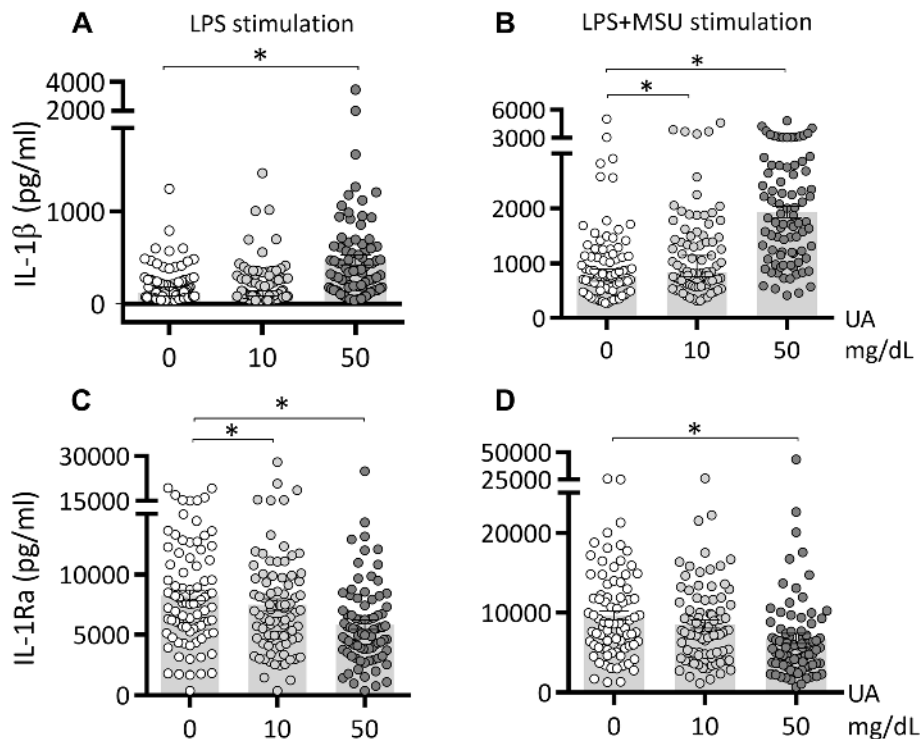 A LPS stimulation
*
4000
2000
1000
0
IL-1β (pg/ml)
0 10 50
B LPS+MSU stimulation
*
*
6000
3000
2000
1000
0
0 10 50
UA
mg/dL
C
*
*
30000
15000
10000
5000
0
IL-1Ra (pg/ml)
0 10 50
D
*
50000
25000
20000
10000
0
0 10 50
UA
mg/dL